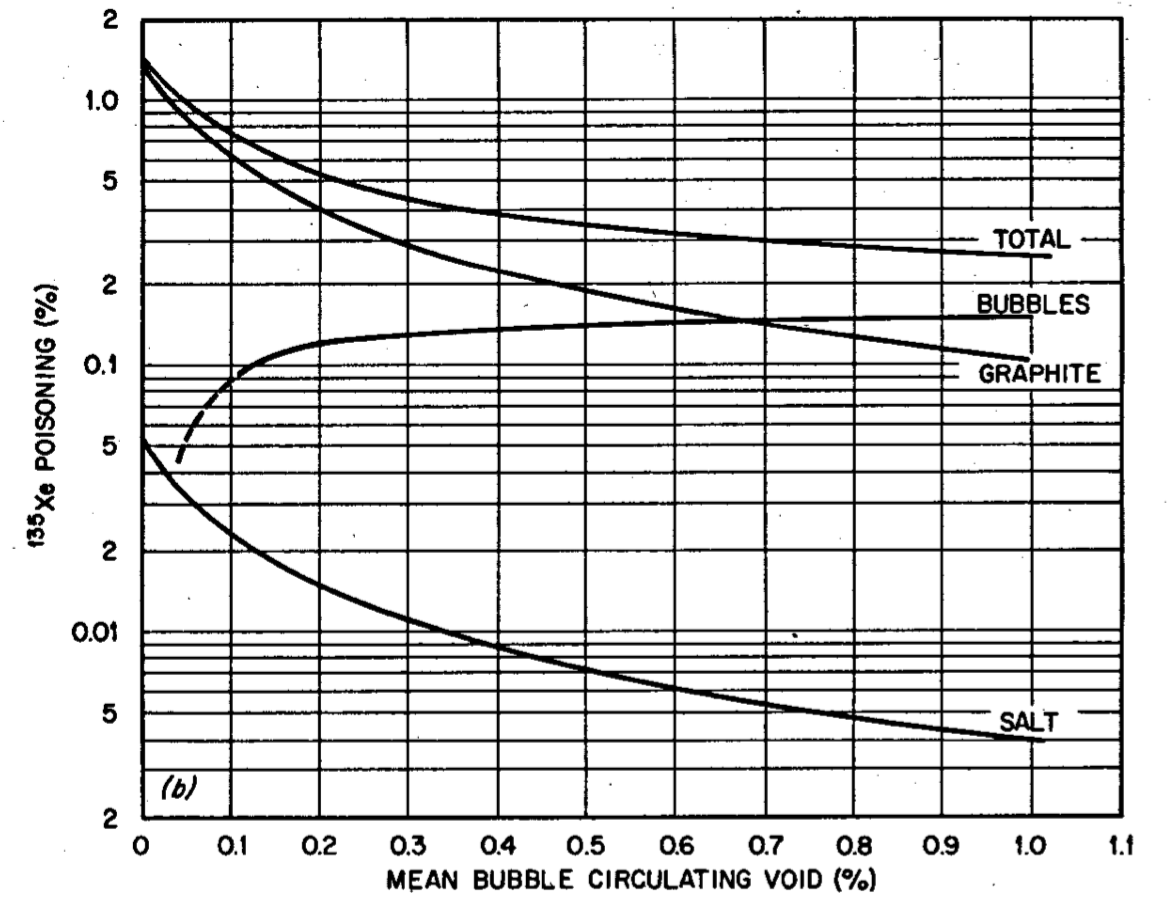 2
1.0
5
TOTAL
2
BUBBLES
0.1
GRAPHITE
5
2
0.01
5
SALT
(b)
2
0 0.1 0.2 0.3 0.4 0.5 0.6 0.7 0.8 0.9 1.0 1.1
MEAN BUBBLE CIRCULATING VOID (%)
135Xe POISONING (%)